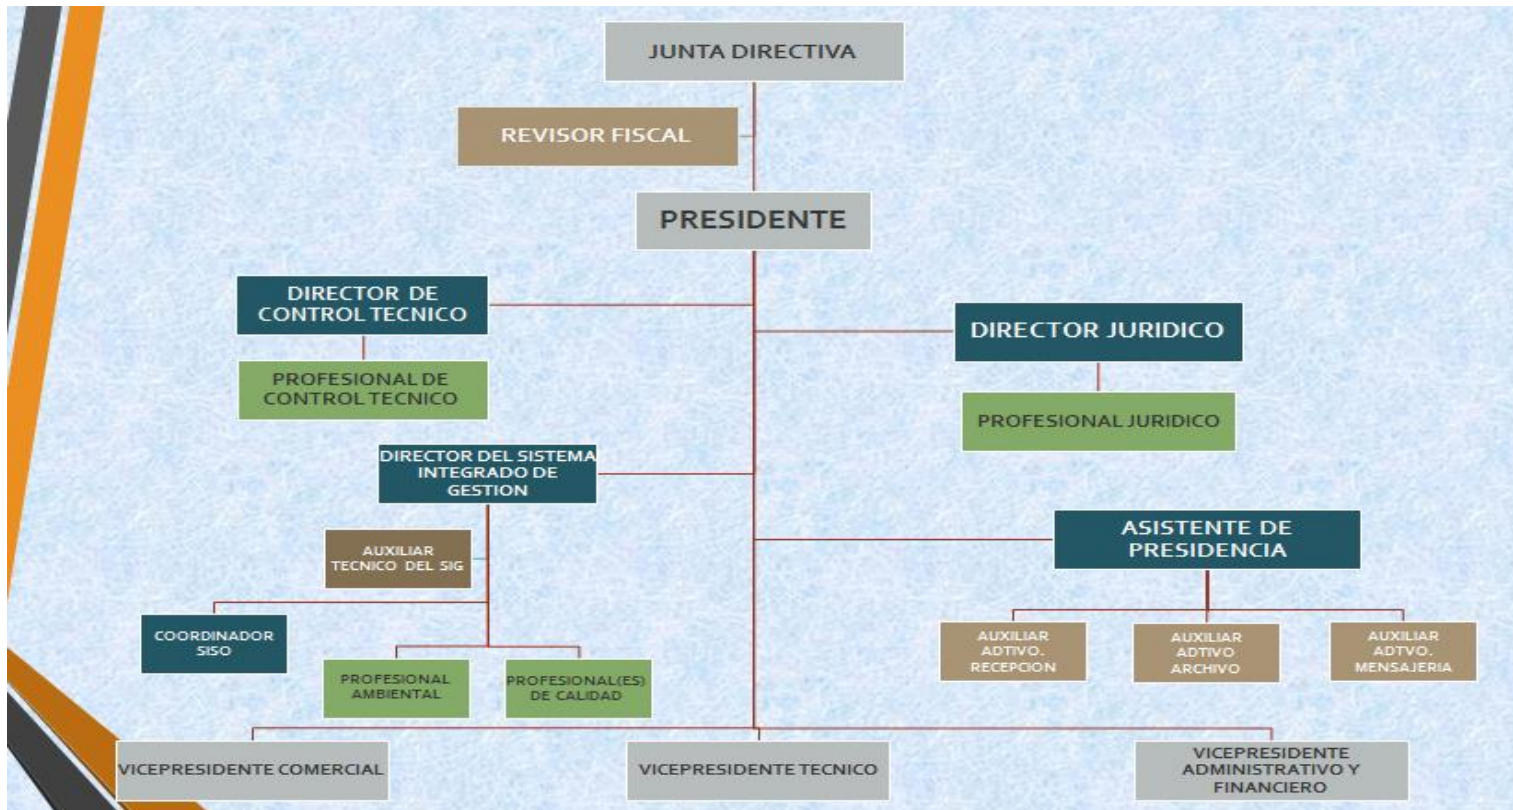 JUNTA DIRECTIVA
REVISOR FISCAL
PRESIDENTE
DIRECTOR DE
CONTROL TECNICO
DIRECTOR JURIDICO
PROFESIONAL DE
CONTROL TECNICO
PROFESIONAL JURIDICO
DIRECTOR DEL SISTEMA
INTEGRADO DE
GESTION
ASISTENTE DE
PRESIDENCIA
AUXILIAR
TECNICO DEL SIG
COORDINADOR
SISO
AUXILIAR
ADTIVO.
RECEPCION
AUXILIAR
ADTIVO
ARCHIVO
AUXILIAR
ADTVO.
MENSAJERIA
PROFESIONAL
AMBIENTAL
PROFESIONAL(ES)
DE CALIDAD
VICEPRESIDENTE COMERCIAL
VICEPRESIDENTE TECNICO
VICEPRESIDENTE
ADMINISTRATIVO Y
FINANCIERO